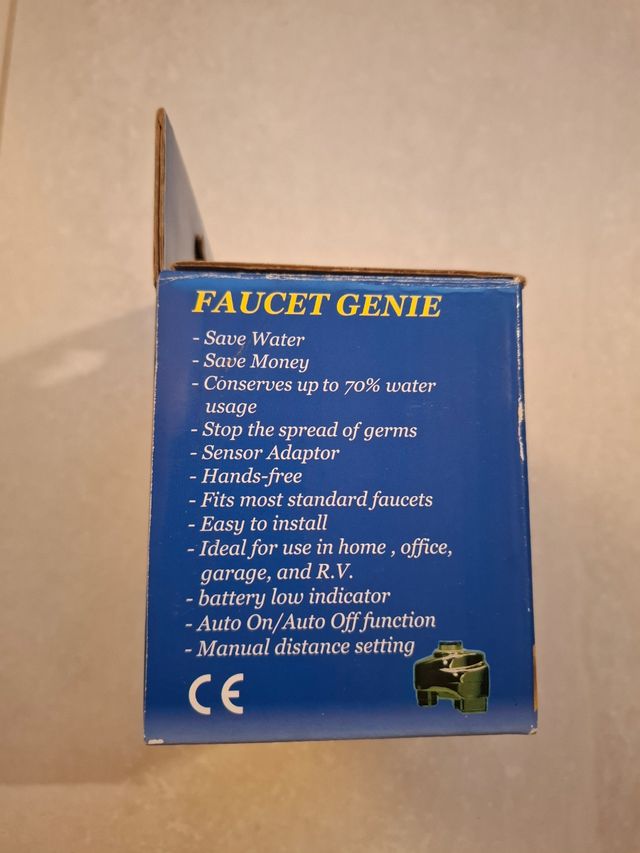 FAUCET GENIE
- Save Water
- Save Money
- Conserves up to 70% water
usage
- Stop the spread of germs
- Sensor Adaptor
- Hands-free
- Fits most standard faucets
- Easy to install
- Ideal for use in home , office,
garage, and R.V.
- battery low indicator
- Auto On/Auto Off function
- Manual distance setting
CE